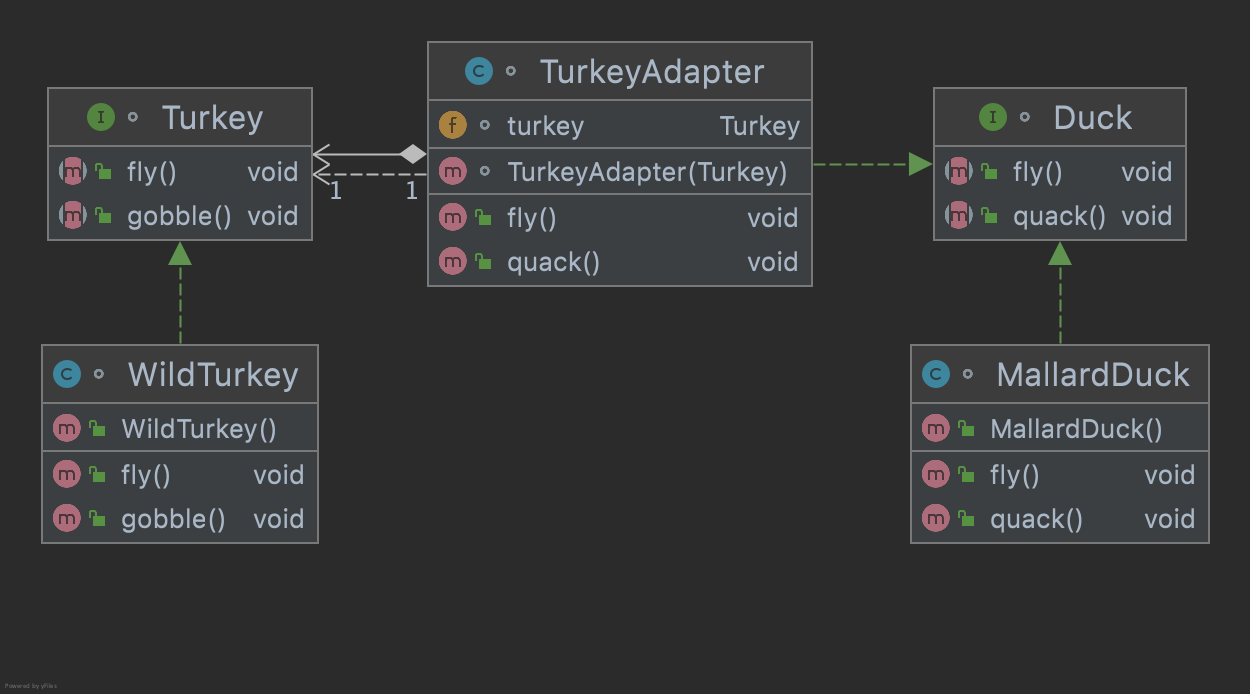 Turkey
fly() void
gobble() void
TurkeyAdapter
turkey Turkey
TurkeyAdapter(Turkey)
fly() void
quack() void
1 1
Duck
fly() void
quack() void
WildTurkey
WildTurkey()
fly() void
gobble() void
MallardDuck
MallardDuck()
fly() void
quack() void
Powered by yFiles